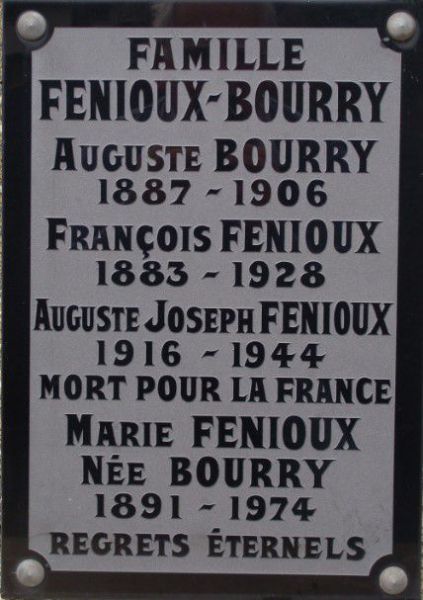 FAMILLE
FENIOUX-BOURRY
AUGUSTE BOURRY
1887 - 1906
FRANÇOIS FENIOUX
1883 - 1928
AUGUSTE JOSEPH FENIOUX
1916 - 1944
MORT POUR LA FRANCE
MARIE FENIOUX
NÉE BOURRY
1891 - 1974
REGRETS ÉTERNELS